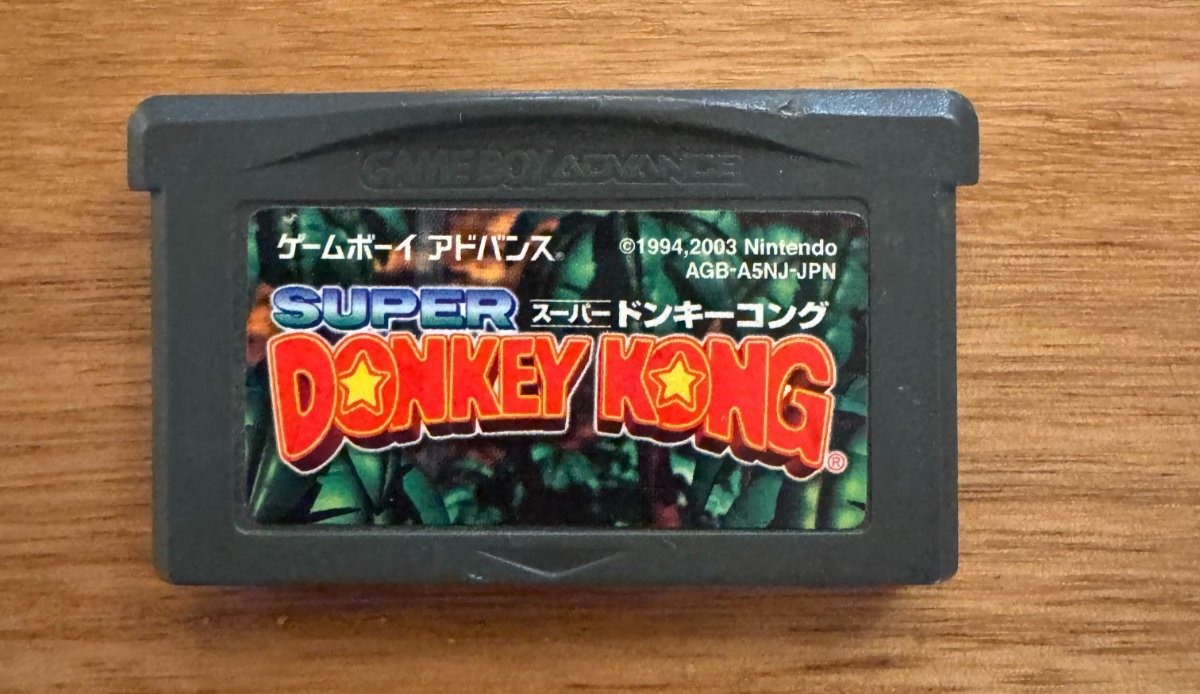 GAME BOY ADVANCE
ゲームボーイ アドバンス®
©1994,2003 Nintendo
AGB-A5NJ-JPN
SUPER スーパー ドンキーコング
DONKEY KONG®